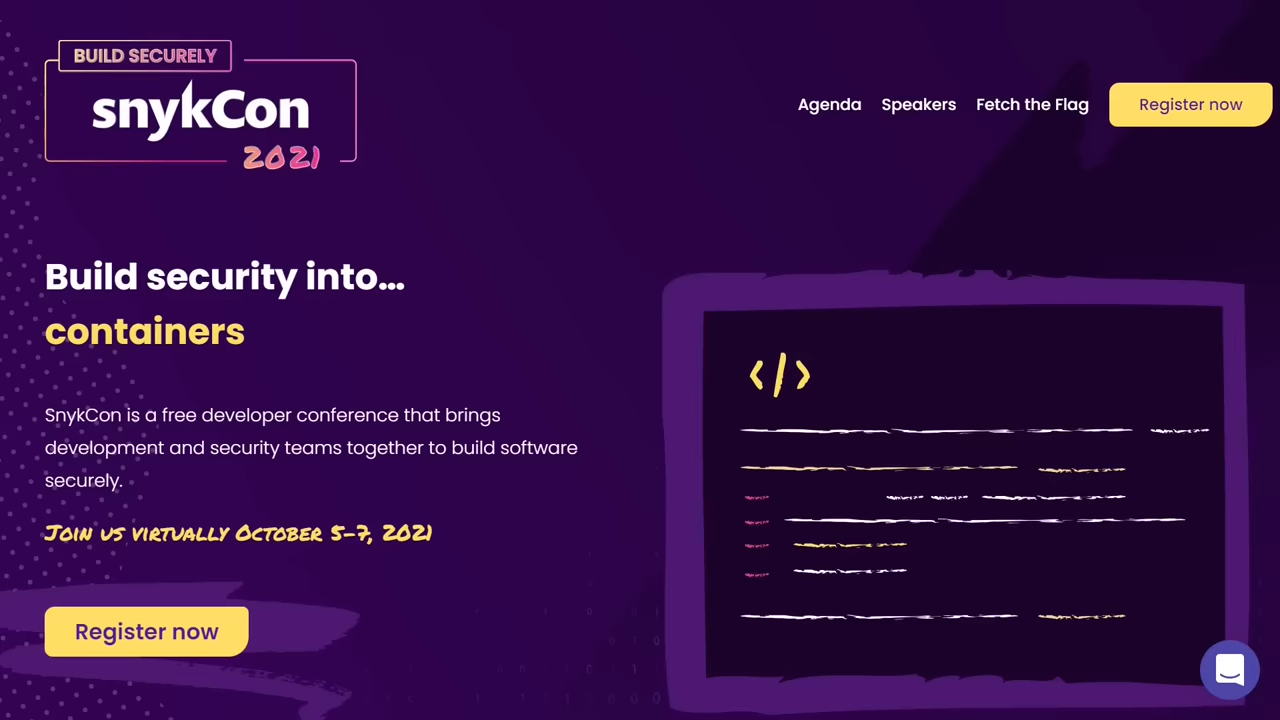 BUILD SECURELY
snykCon
2021
Agenda Speakers Fetch the Flag Register now
Build security into...
containers
SnykCon is a free developer conference that brings
development and security teams together to build software
securely.
Join us virtually October 5-7, 2021
Register now